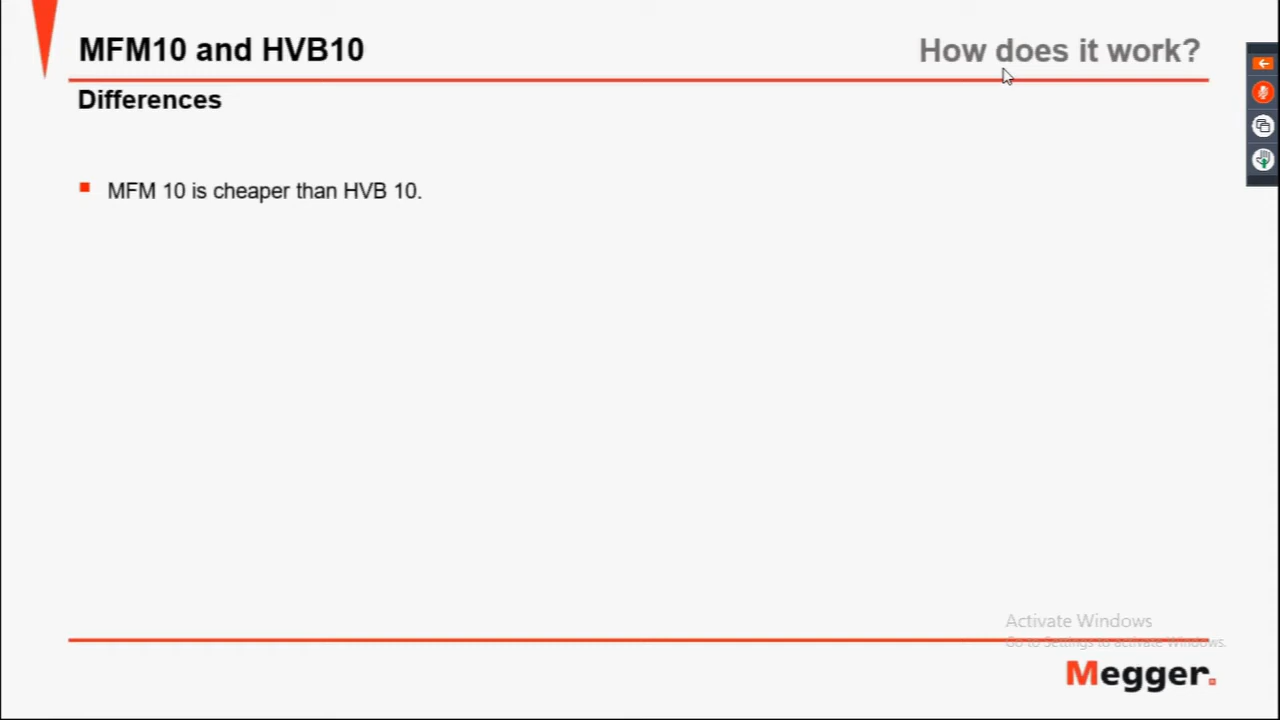 MFM10 and HVB10
How does it work?
Differences
MFM 10 is cheaper than HVB 10.
Activate Windows
Go to Settings to activate Windows.
Megger.